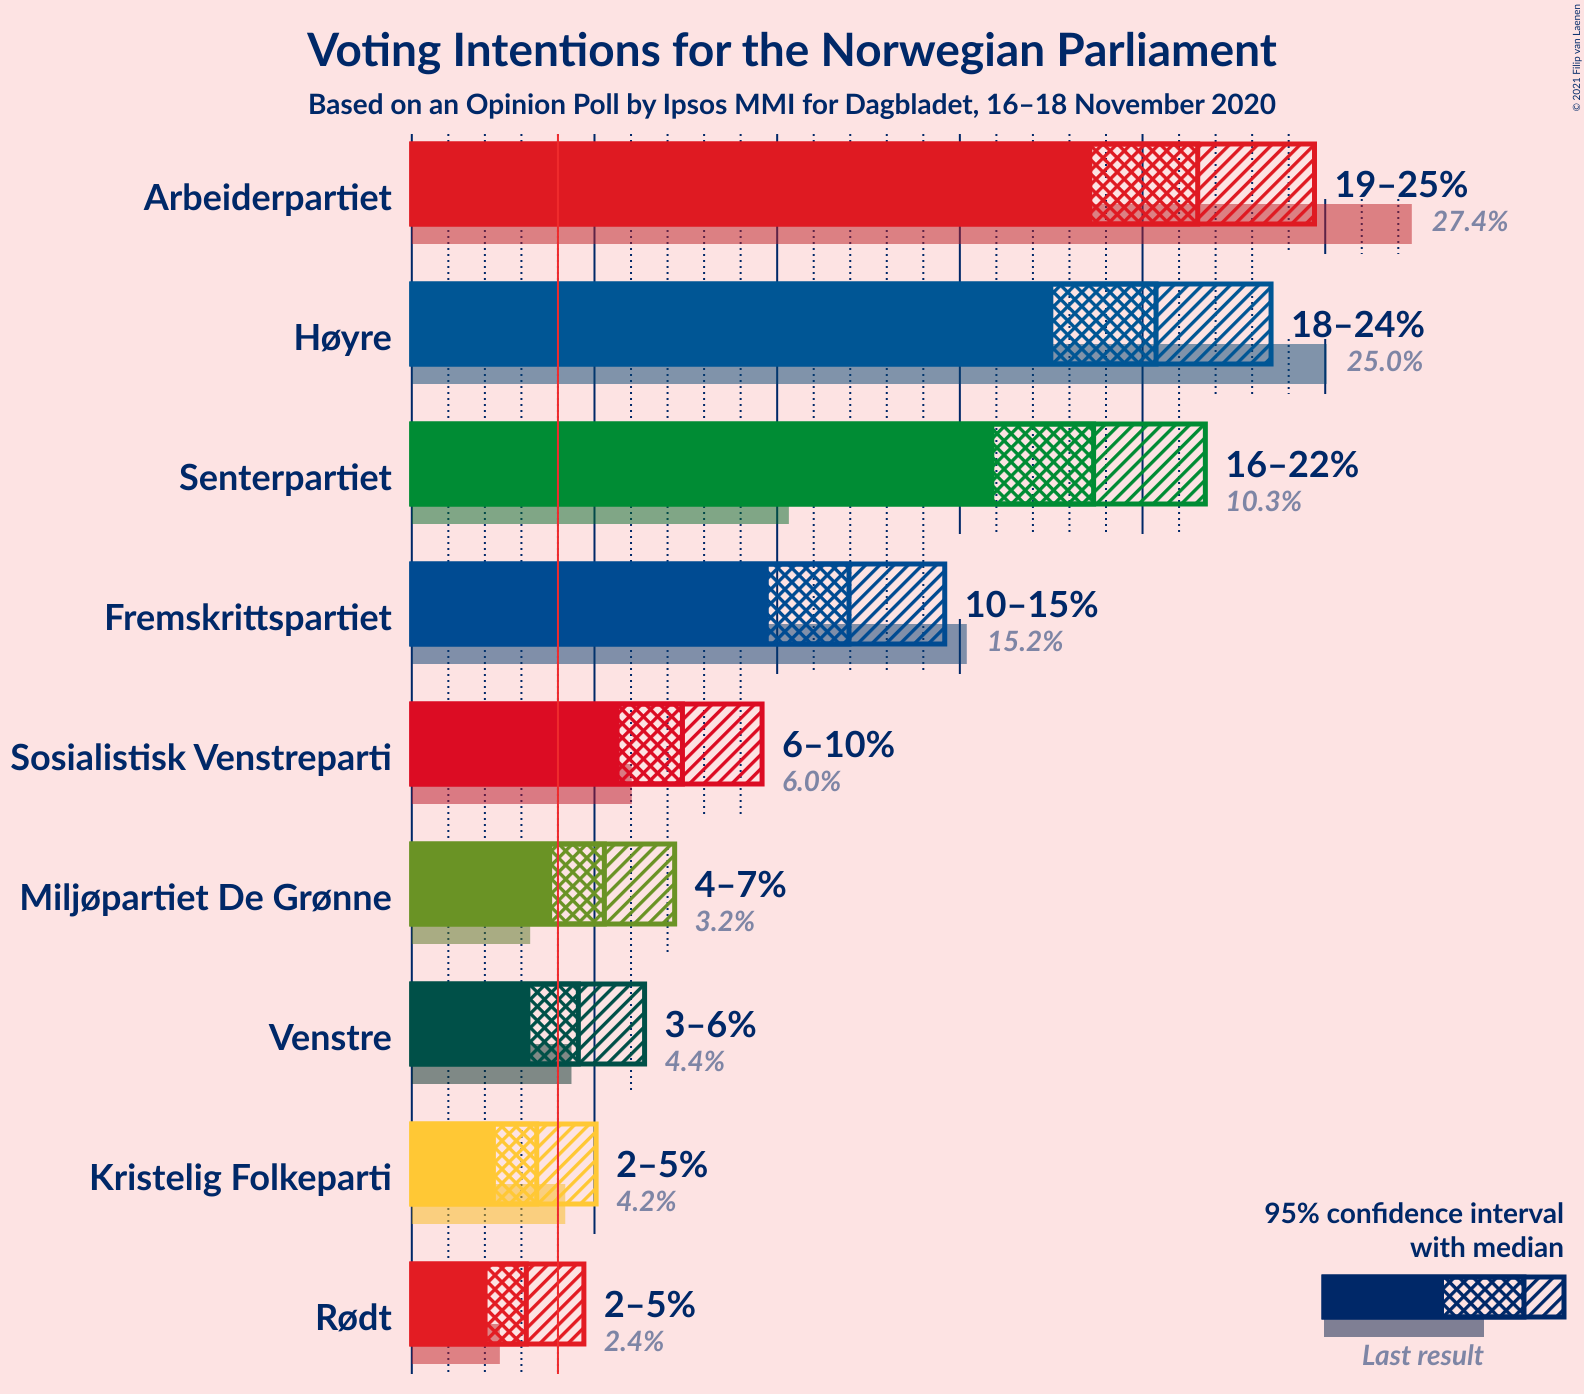 Voting Intentions for the Norwegian Parliament
Based on an Opinion Poll by Ipsos MMI for Dagbladet, 16–18 November 2020
© 2021 Filip van Laenen
Arbeiderpartiet
19–25%
27.4%
Høyre
18–24%
25.0%
Senterpartiet
16–22%
10.3%
Fremskrittspartiet
10–15%
15.2%
Sosialistisk Venstreparti
6–10%
6.0%
Miljøpartiet De Grønne
4–7%
3.2%
Venstre
3–6%
4.4%
Kristelig Folkeparti
2–5%
4.2%
Rødt
2–5%
2.4%
95% confidence interval
with median
Last result